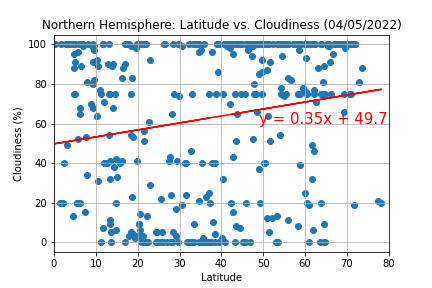 Northern Hemisphere: Latitude vs. Cloudiness (04/05/2022)
100
80
60
40
20
0
Cloudiness (%)
y = 0.35x + 49.7
0 10 20 30 40 50 60 70 80
Latitude